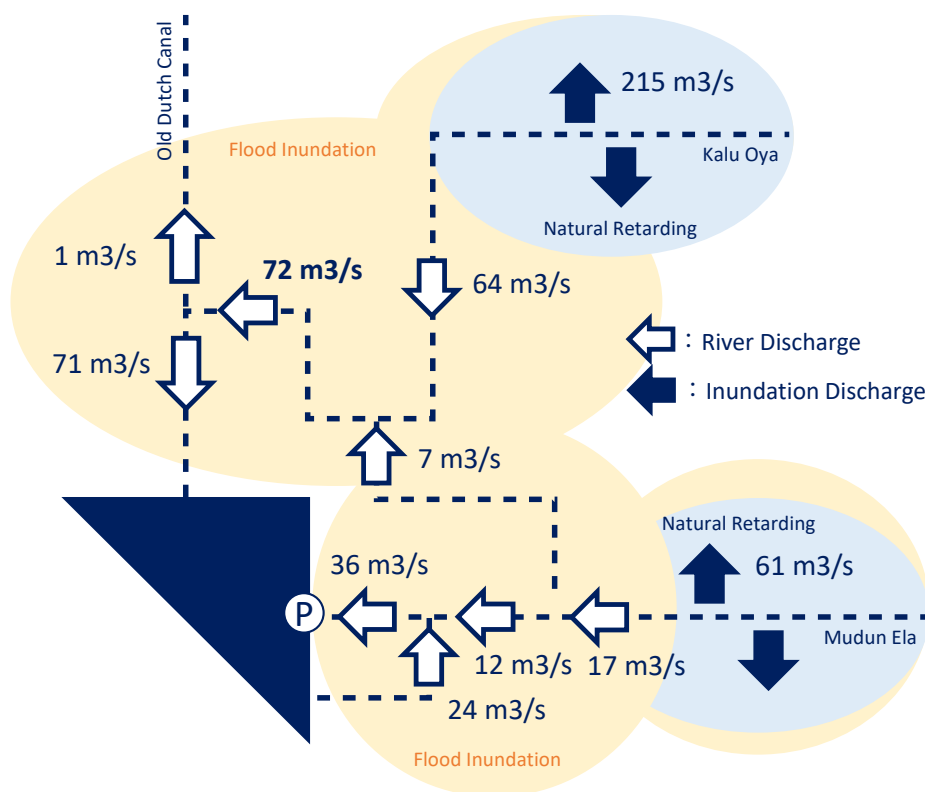 Old Dutch Canal
215 m3/s
Flood Inundation
Kalu Oya
Natural Retarding
1 m3/s
72 m3/s
64 m3/s
: River Discharge
71 m3/s
: Inundation Discharge
7 m3/s
Natural Retarding
36 m3/s
61 m3/s
P
Mudun Ela
12 m3/s
17 m3/s
24 m3/s
Flood Inundation